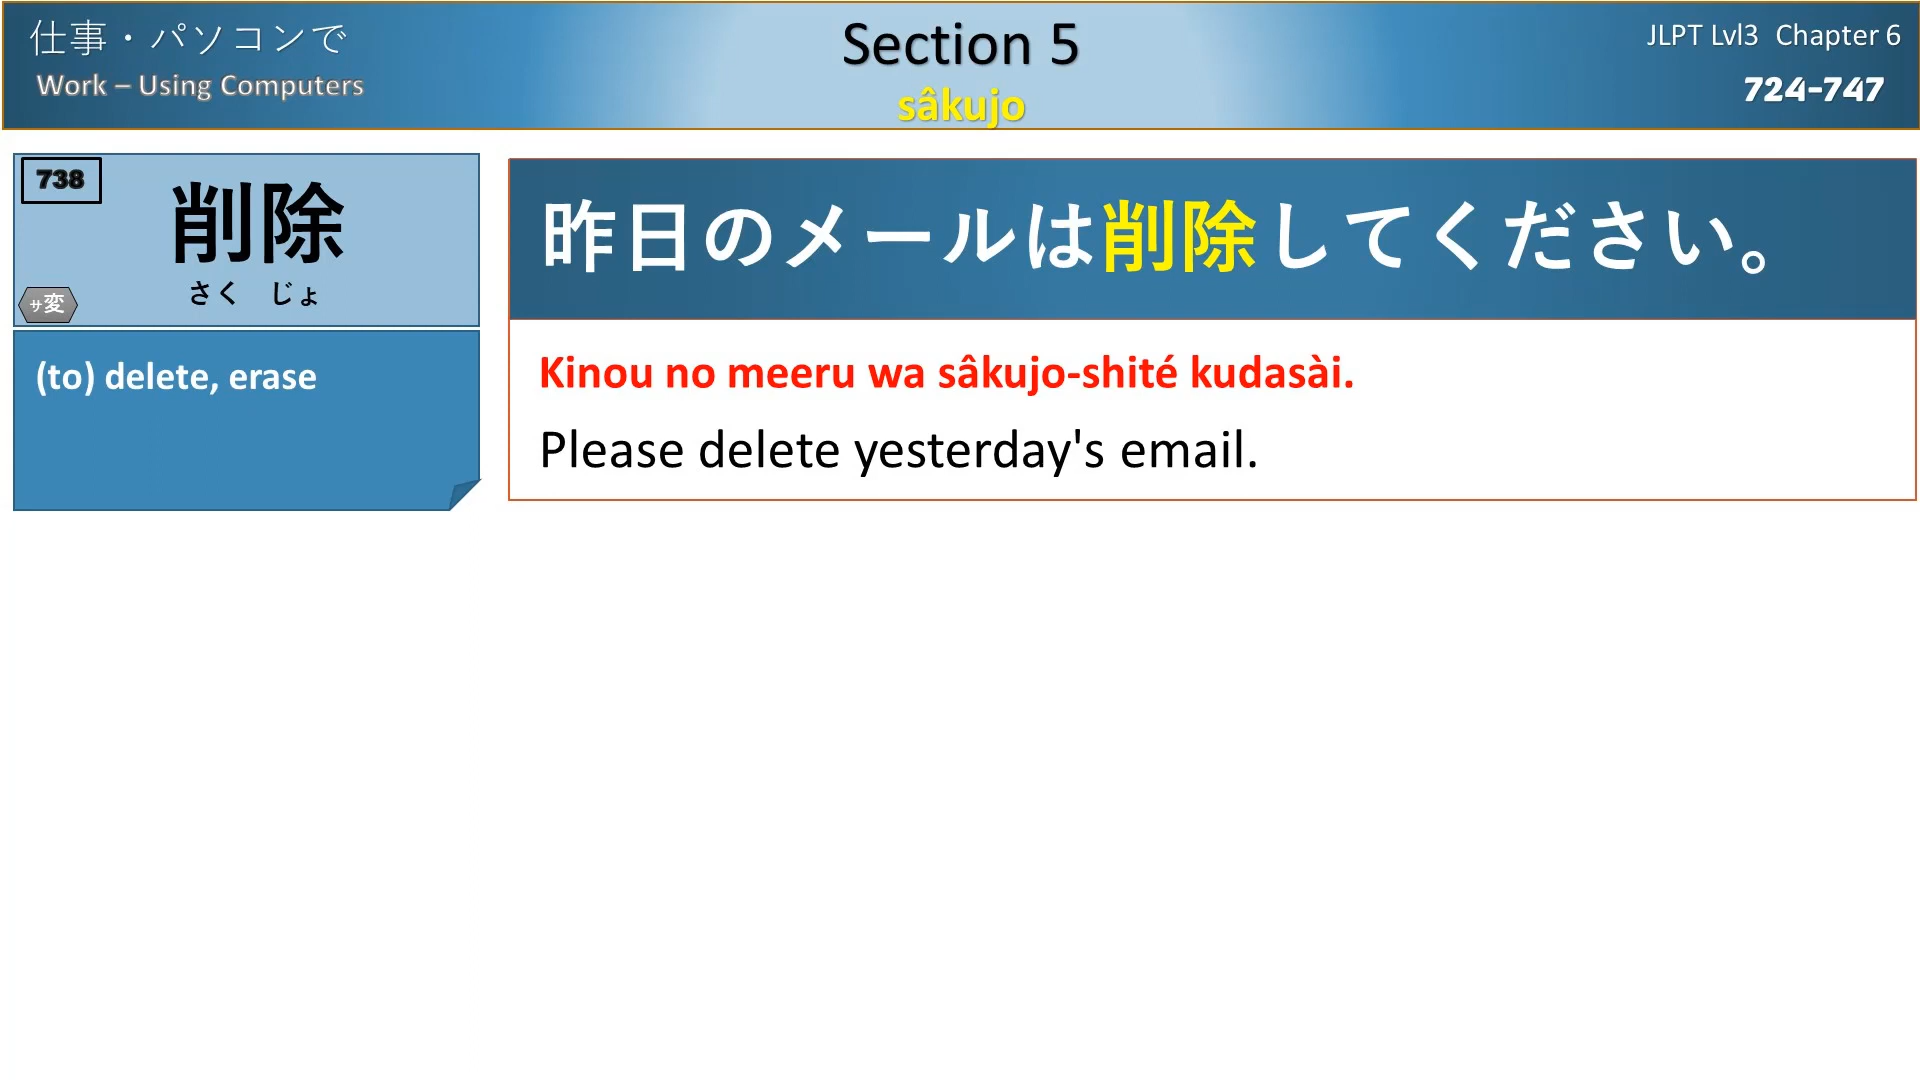 仕事・パソコンで
Work – Using Computers
Section 5
sâkujo
JLPT Lvl3 Chapter 6
724-747
738
削除
さく じょ
サ変
(to) delete, erase
昨日のメールは削除してください。
Kinou no meeru wa sâkujo-shité kudasài.
Please delete yesterday's email.